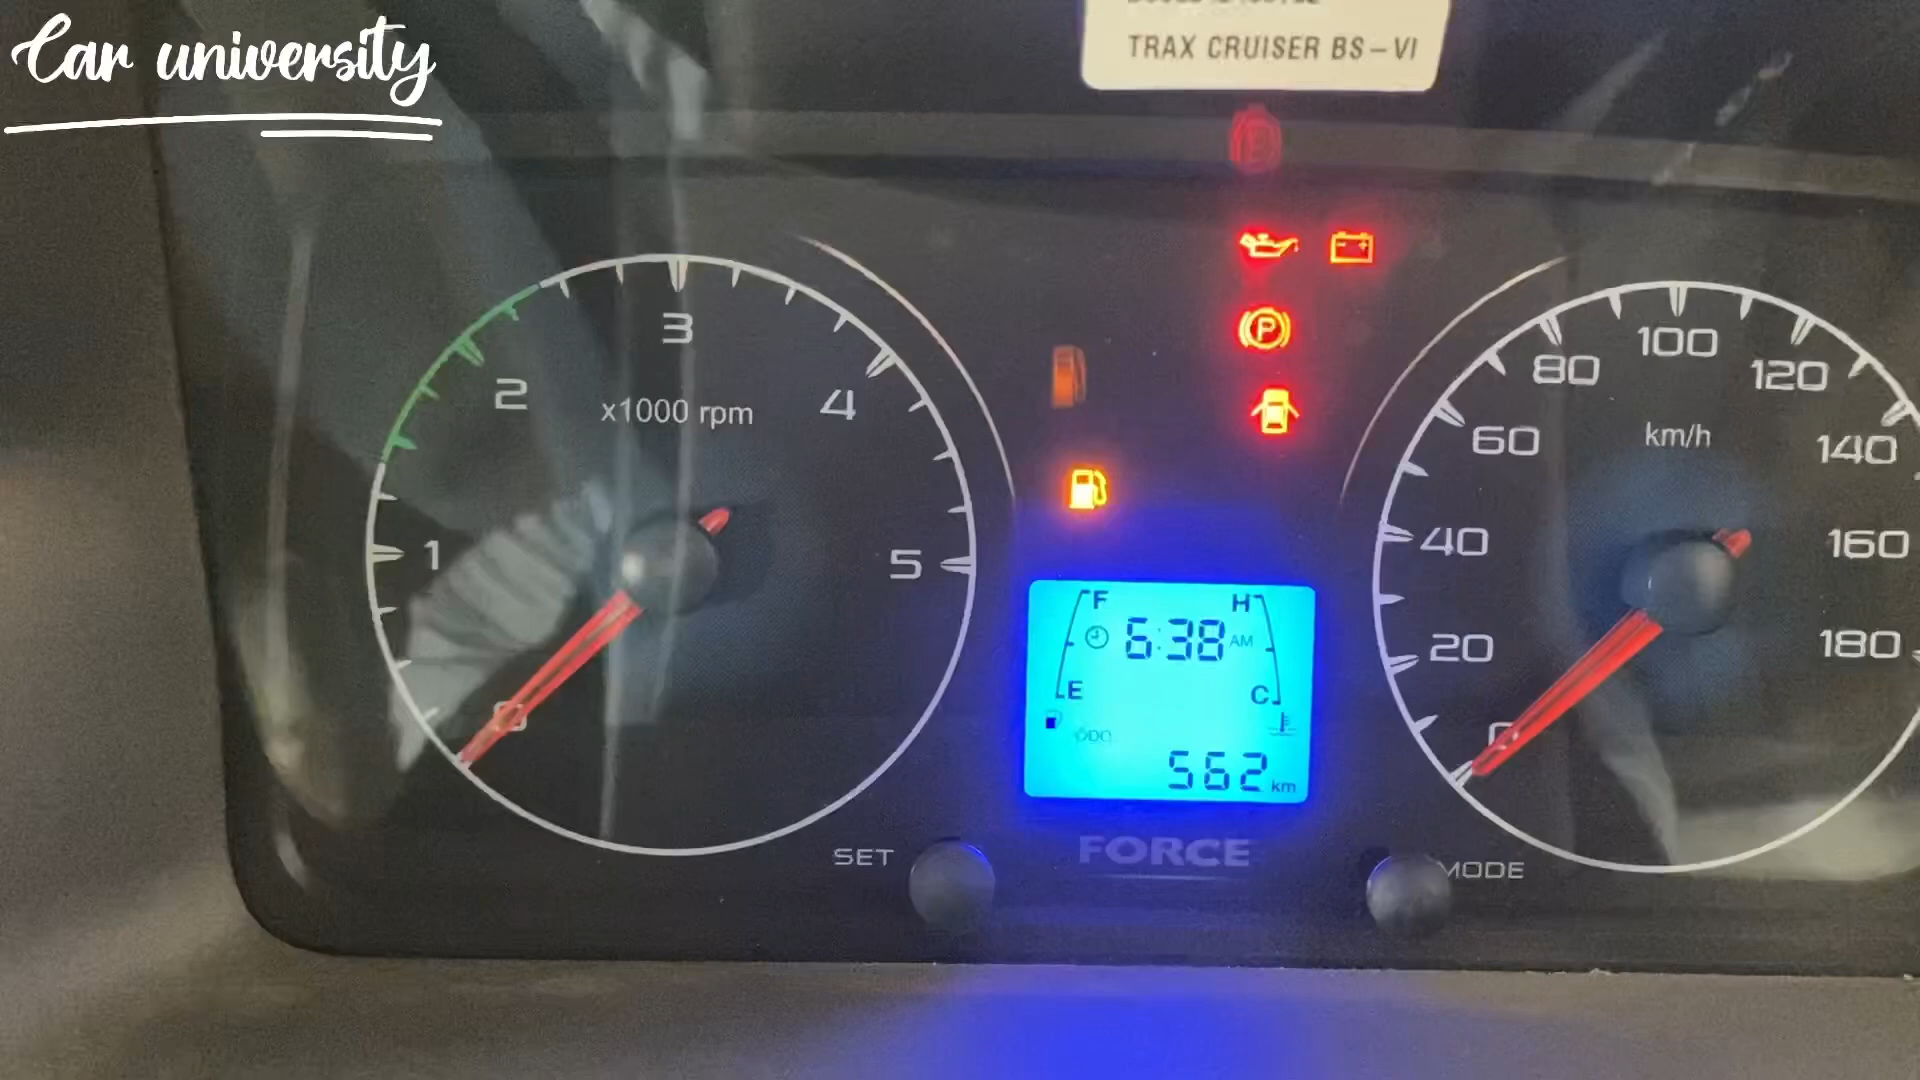 Car university
TRAX CRUISER BS-VI
1
2
3
4
5
x1000 rpm
0
P
F
H
6:38 AM
E
C
ODO
562 km
20
40
60
80
100
120
140
160
180
km/h
0
SET
FORCE
MODE